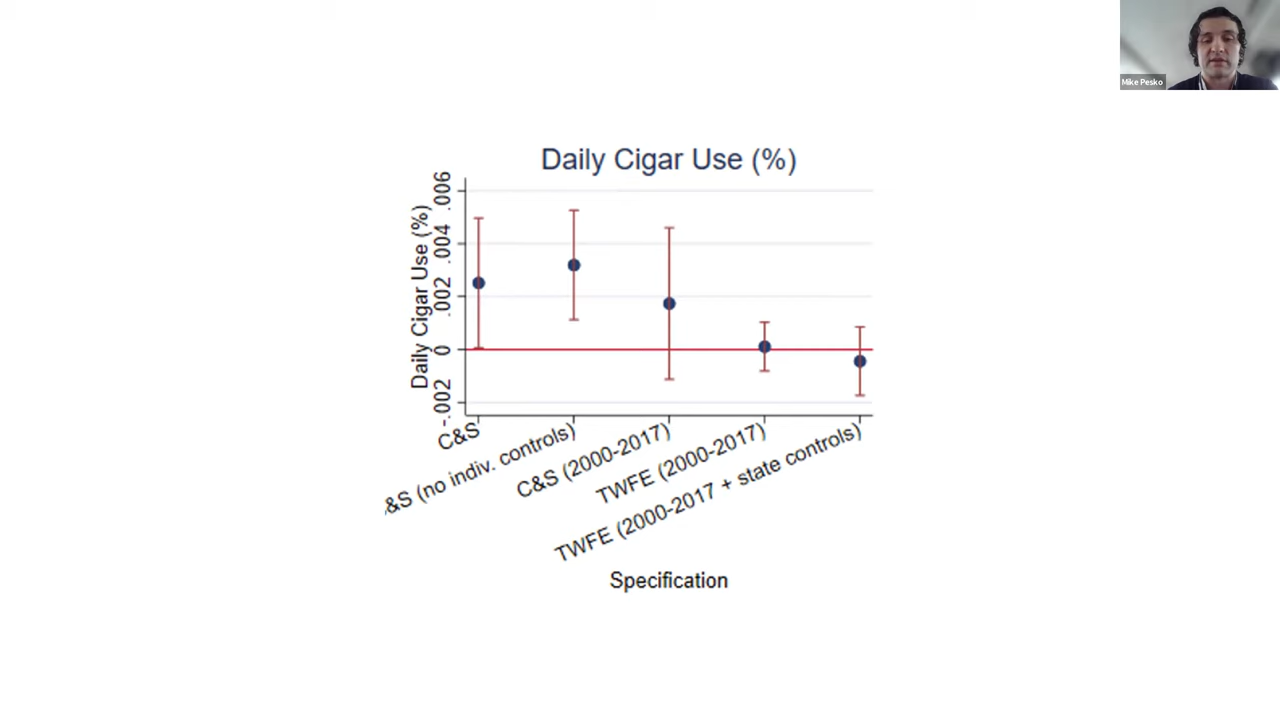 Mike Pesko
Daily Cigar Use (%)
Daily Cigar Use (%)
.006
.004
.002
0
-.002
C&S
&S (no indiv. controls)
C&S (2000-2017)
TWFE (2000-2017)
TWFE (2000-2017 + state controls)
Specification